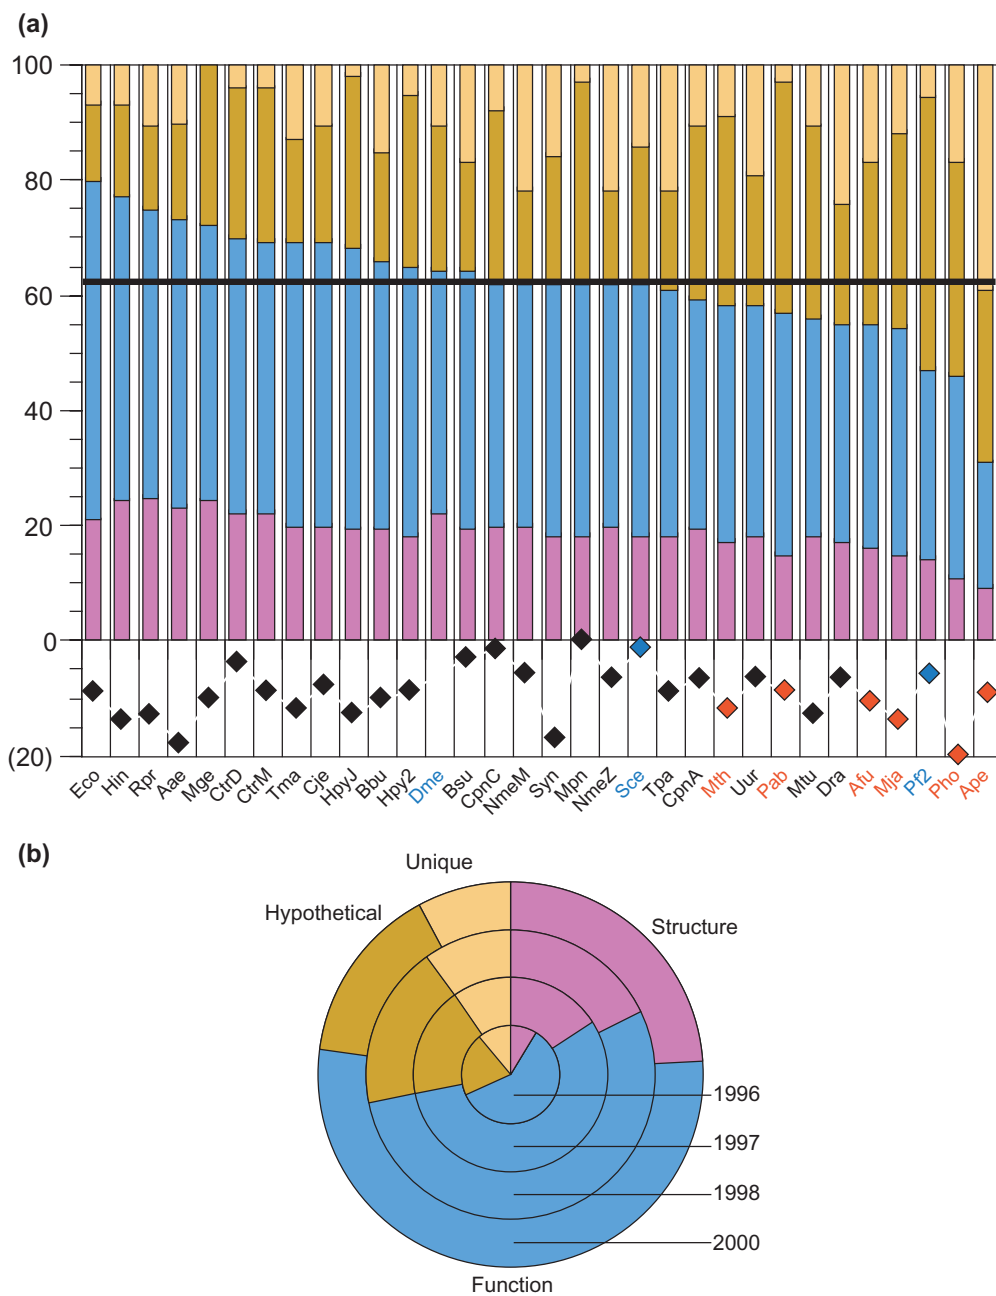 (a)
100
80
60
40
20
0
(20)
Eco Hin Rpr Aae Mge CtrD CtrM Tma Cje HpyJ Bbu Hpy2 Dme Bsu CpnC NmeM Syn Mpn NmeZ Sce Tpa CpnA Mth Uur Pab Mtu Dra Afu Mja Pf2 Pho Ape
(b)
Unique
Hypothetical
Structure
1996
1997
1998
2000
Function